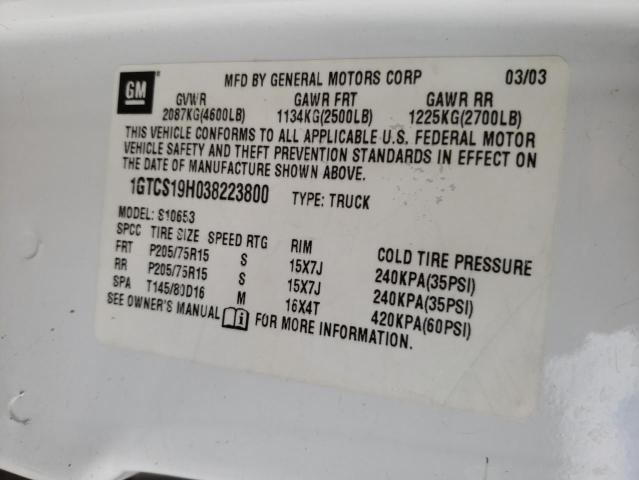 GM ®
MFD BY GENERAL MOTORS CORP 03/03
GVWR GAWR FRT GAWR RR
2087KG(4600LB) 1134KG(2500LB) 1225KG(2700LB)
THIS VEHICLE CONFORMS TO ALL APPLICABLE U.S. FEDERAL MOTOR
VEHICLE SAFETY AND THEFT PREVENTION STANDARDS IN EFFECT ON
THE DATE OF MANUFACTURE SHOWN ABOVE.
1GTCS19H038223800 TYPE: TRUCK
MODEL: S10653
SPCC TIRE SIZE SPEED RTG RIM COLD TIRE PRESSURE
FRT P205/75R15 S 15X7J 240KPA(35PSI)
RR P205/75R15 S 15X7J 240KPA(35PSI)
SPA T145/80D16 M 16X4T 420KPA(60PSI)
SEE OWNER'S MANUAL FOR MORE INFORMATION.